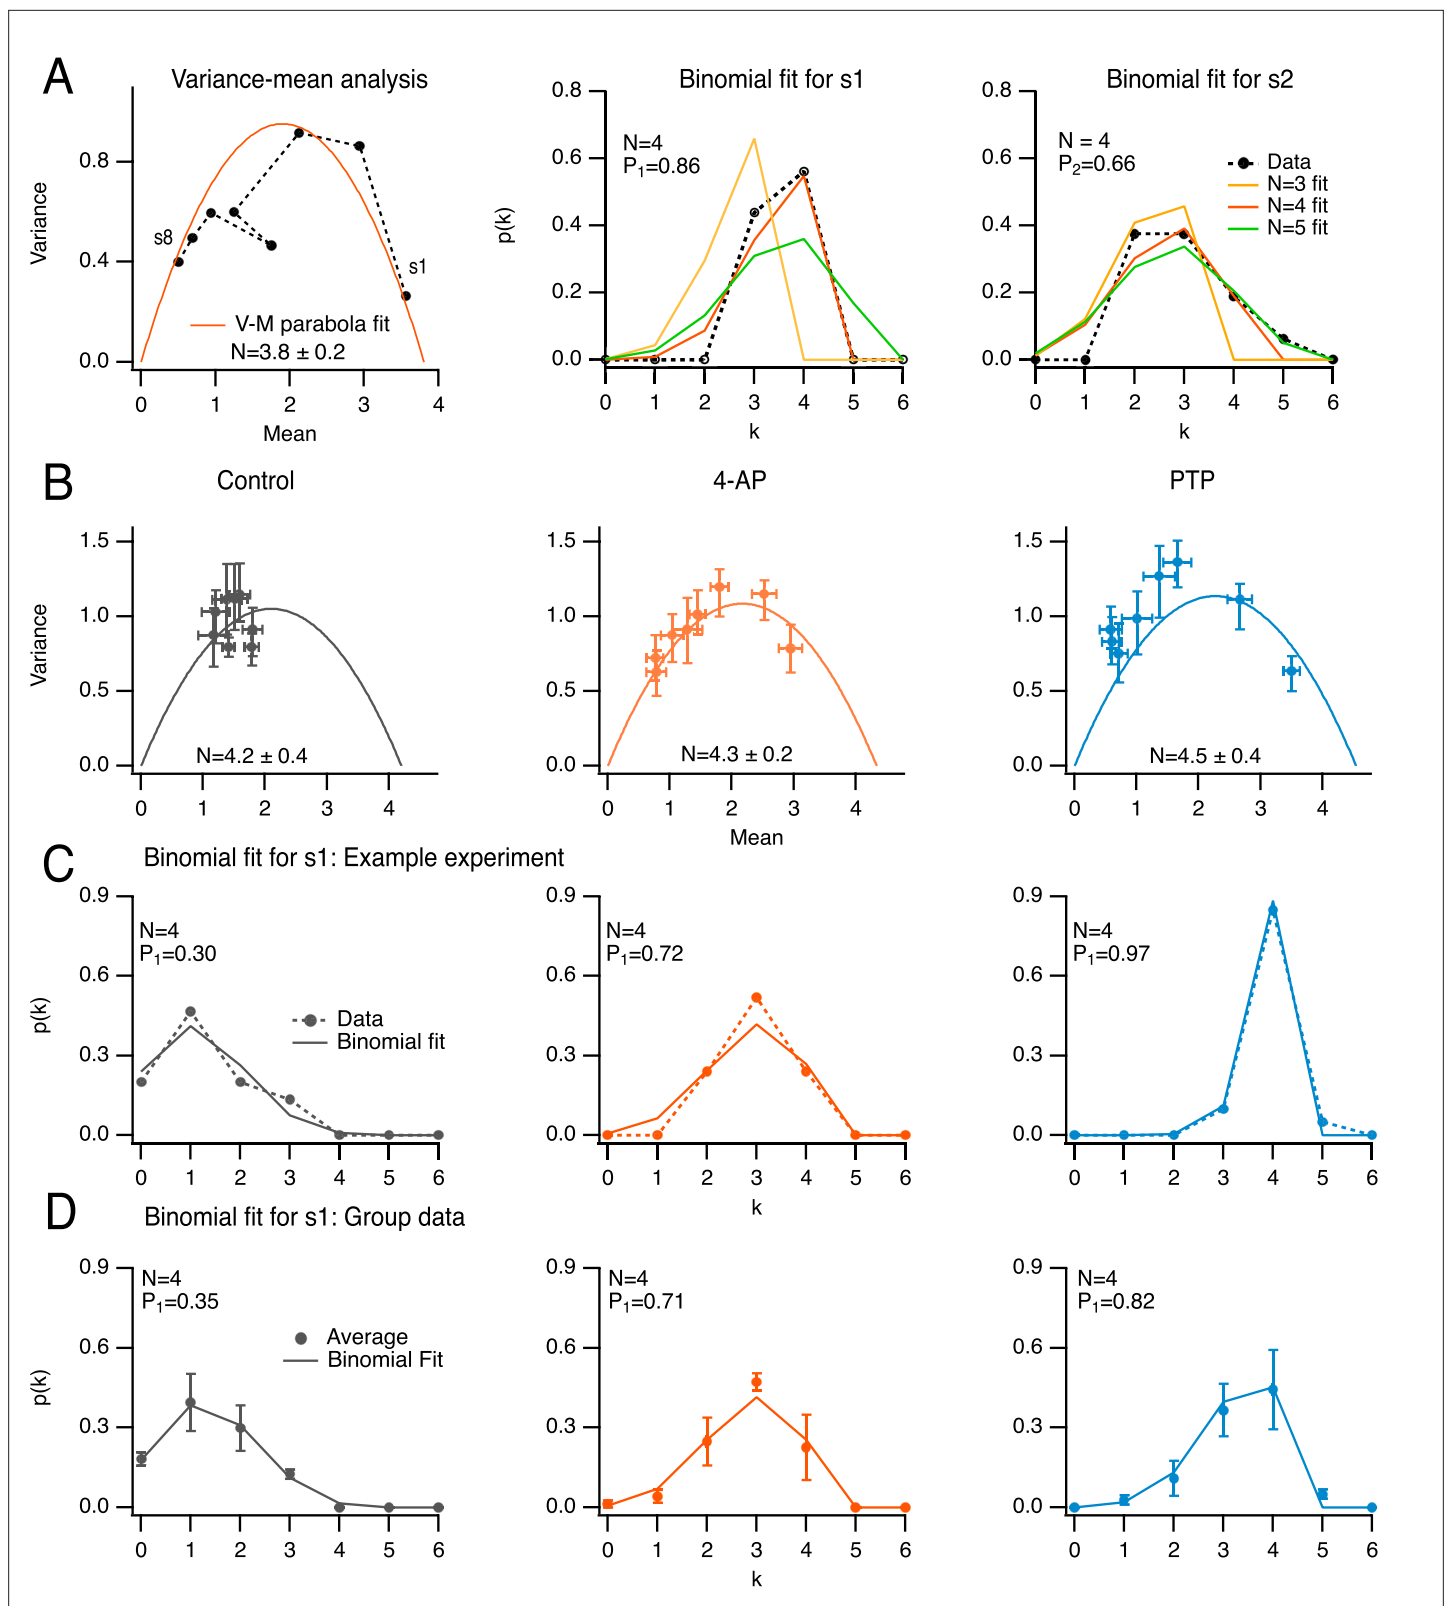 A
Variance-mean analysis
Variance
0.8
0.4
0.0
s8
s1
V-M parabola fit
N=3.8 ± 0.2
0 1 2 3 4
Mean
Binomial fit for s1
p(k)
0.8
0.6
0.4
0.2
0.0
N=4
P1=0.86
0 1 2 3 4 5 6
k
Binomial fit for s2
0.8
0.6
0.4
0.2
0.0
N = 4
P2=0.66
Data
N=3 fit
N=4 fit
N=5 fit
0 1 2 3 4 5 6
k
B
Control
Variance
1.5
1.0
0.5
0.0
N=4.2 ± 0.4
0 1 2 3 4
4-AP
1.5
1.0
0.5
0.0
N=4.3 ± 0.2
0 1 2 3 4
Mean
PTP
1.5
1.0
0.5
0.0
N=4.5 ± 0.4
0 1 2 3 4
C
Binomial fit for s1: Example experiment
p(k)
0.9
0.6
0.3
0.0
N=4
P1=0.30
Data
Binomial fit
0 1 2 3 4 5 6
0.9
0.6
0.3
0.0
N=4
P1=0.72
0 1 2 3 4 5 6
k
0.9
0.6
0.3
0.0
N=4
P1=0.97
0 1 2 3 4 5 6
D
Binomial fit for s1: Group data
p(k)
0.9
0.6
0.3
0.0
N=4
P1=0.35
Average
Binomial Fit
0 1 2 3 4 5 6
0.9
0.6
0.3
0.0
N=4
P1=0.71
0 1 2 3 4 5 6
k
0.9
0.6
0.3
0.0
N=4
P1=0.82
0 1 2 3 4 5 6